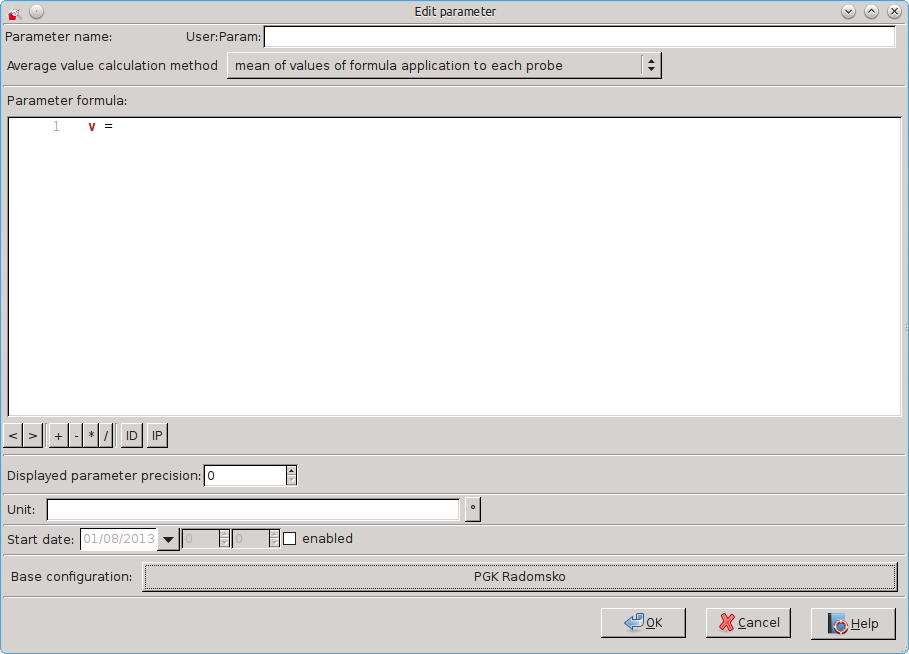 Edit parameter
Parameter name: User:Param:
Average value calculation method mean of values of formula application to each probe
Parameter formula:
1 v =
< > + - * / ID IP
Displayed parameter precision: 0
Unit: °
Start date: 01/08/2013 0 0 enabled
Base configuration: PGK Radomsko
OK Cancel Help